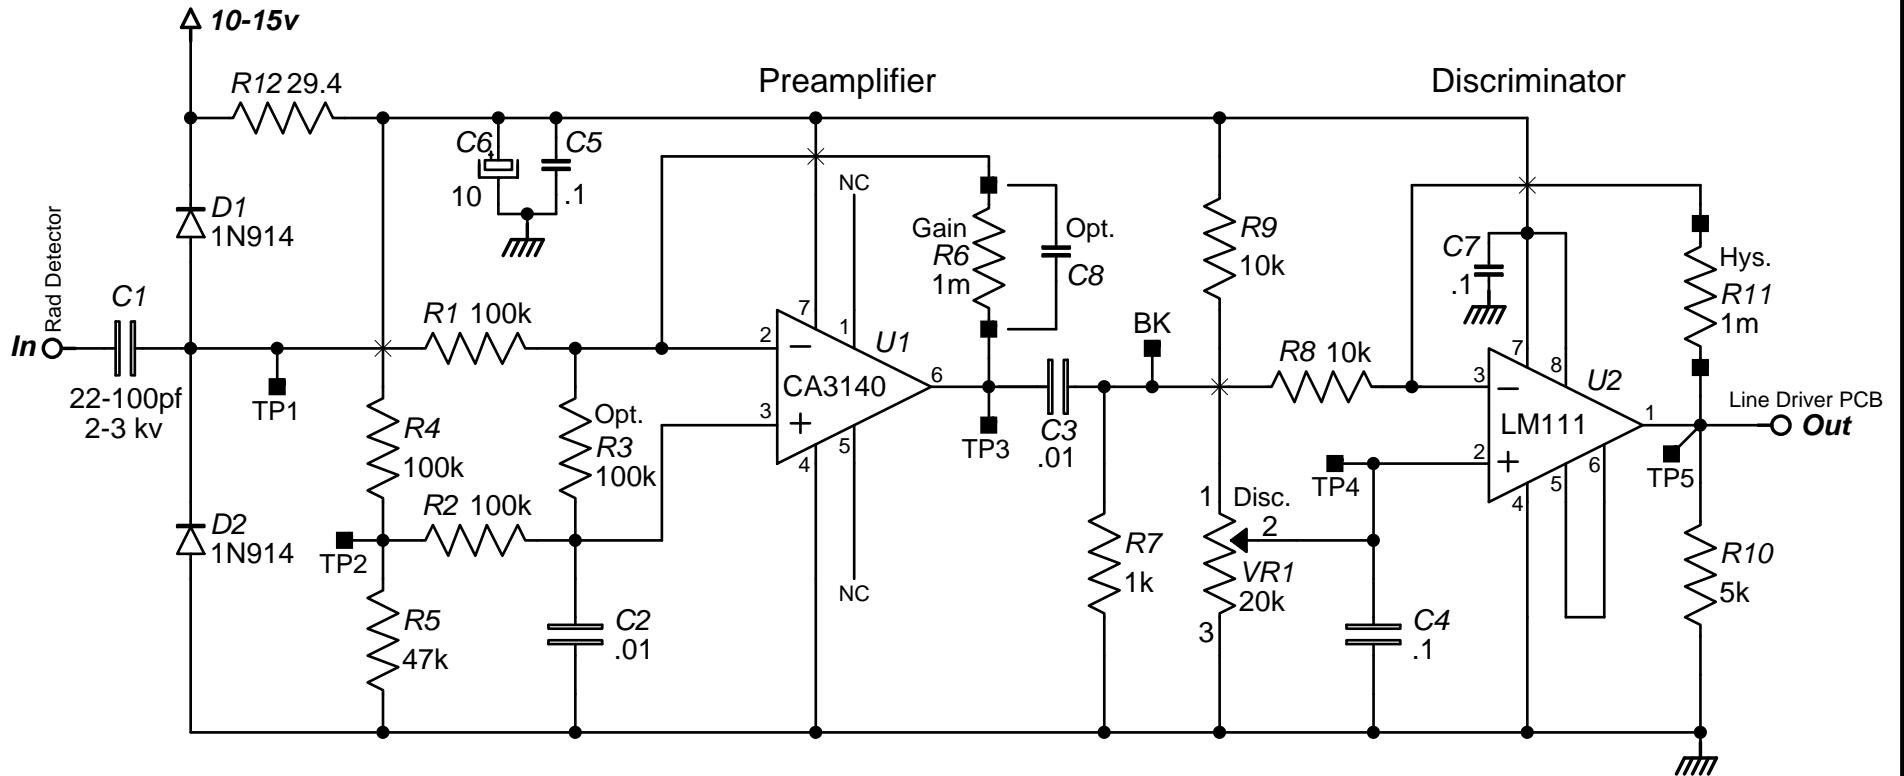 10-15v
R12 29.4
Preamplifier
Discriminator
C6
+
10
C5
.1
D1
1N914
Rad Detector
C1
In
22-100pf
2-3 kv
TP1
R1 100k
R4
100k
Opt.
R3
100k
R2 100k
TP2
D2
1N914
R5
47k
C2
.01
NC
Gain
R6
1m
Opt.
C8
7
1
2
3
4
5
6
U1
CA3140
−
+
NC
TP3
C3
.01
BK
R7
1k
R9
10k
R8 10k
1
Disc.
2
VR1
20k
3
TP4
C4
.1
C7
.1
7
8
3
2
4
5
6
1
U2
LM111
−
+
Hys.
R11
1m
Line Driver PCB
Out
TP5
R10
5k